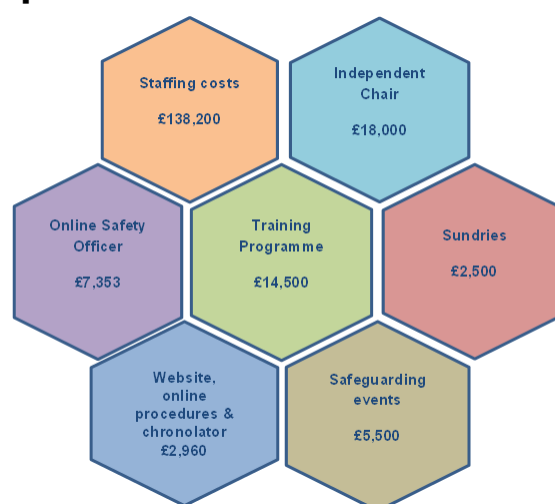 Staffing costs
£138,200
Independent
Chair
£18,000
Online Safety
Officer
£7,353
Training
Programme
£14,500
Sundries
£2,500
Website,
online
procedures &
chronolator
£2,960
Safeguarding
events
£5,500